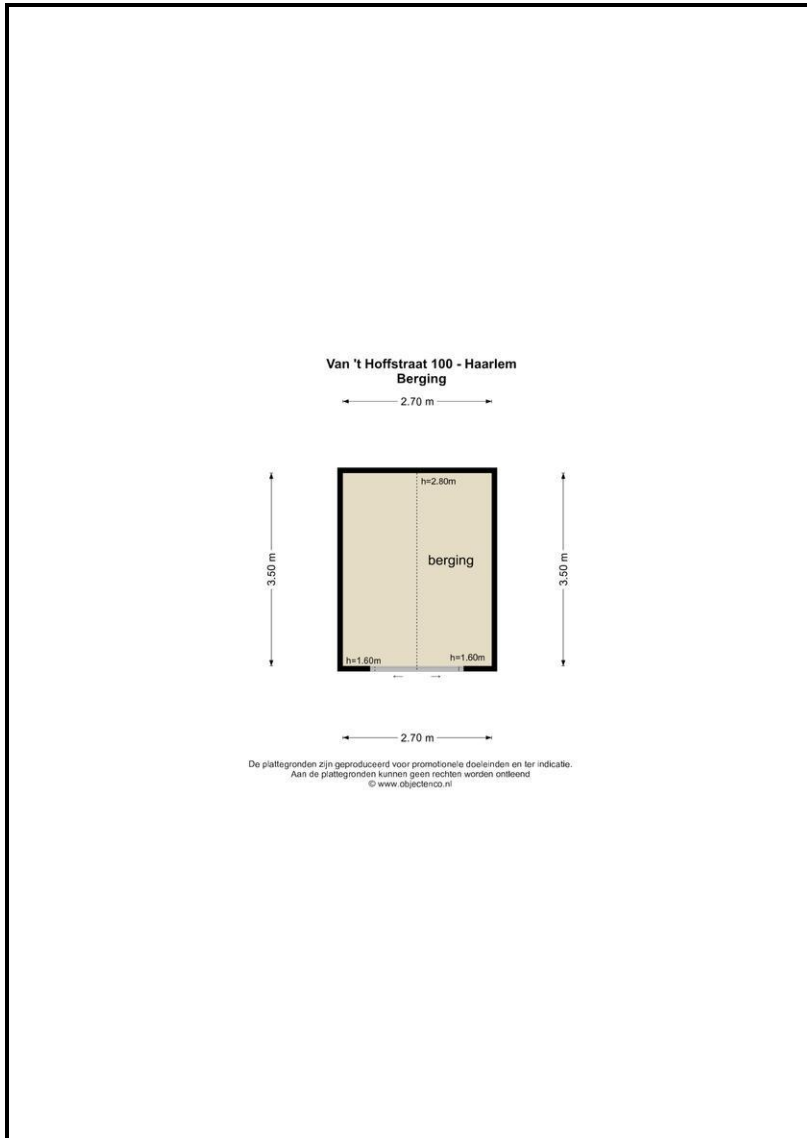 Van 't Hoffstraat 100 - Haarlem
Berging
2.70 m
h=2.80m
3.50 m
berging
3.50 m
h=1.60m
h=1.60m
2.70 m
De plattegronden zijn geproduceerd voor promotionele doeleinden en ter indicatie.
Aan de plattegronden kunnen geen rechten worden ontleend
© www.objectenco.nl